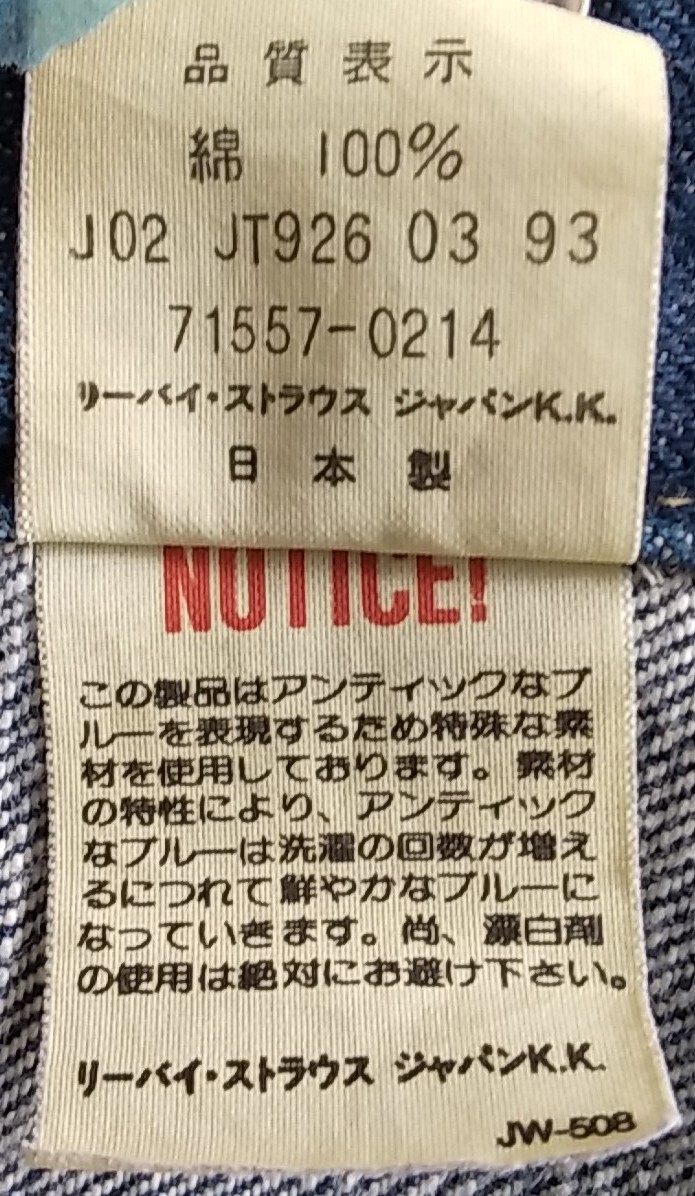 品質表示
綿 100%
J02 JT926 03 93
71557-0214
リーバイ・ストラウス ジャパンK.K.
日本製
NOTICE!
この製品はアンティックなブ
ルーを表現するため特殊な素
材を使用しております。素材
の特性により、アンティック
なブルーは洗濯の回数が増え
るにつれて鮮やかなブルーに
なっていきます。尚、漂白剤
の使用は絶対にお避け下さい。
リーバイ・ストラウス ジャパンK.K.
JW-508